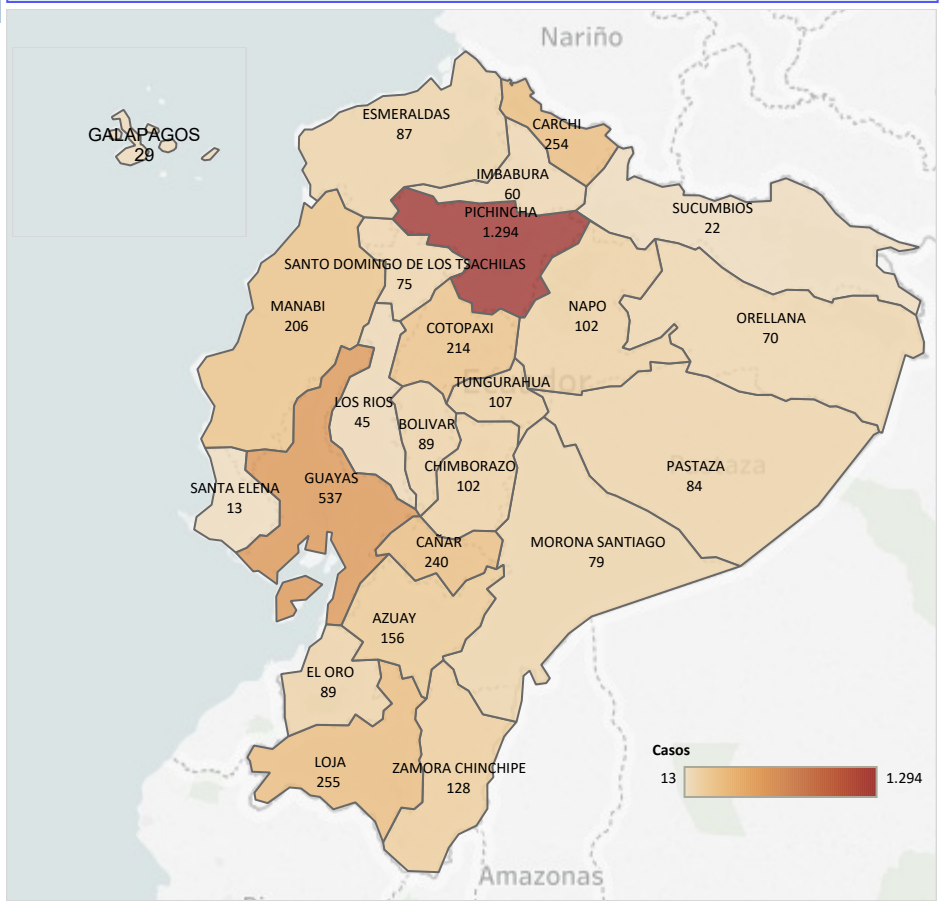 Nariño
ESMERALDAS
87
CARCHI
254
GALAPAGOS
29
IMBABURA
60
PICHINCHA
1.294
SUCUMBIOS
22
SANTO DOMINGO DE LOS TSACHILAS
75
MANABI
206
COTOPAXI
214
NAPO
102
ORELLANA
70
Ecuador
TUNGURAHUA
107
LOS RIOS
45
BOLIVAR
89
CHIMBORAZO
102
PASTAZA
84
Pastaza
SANTA ELENA
13
GUAYAS
537
CAÑAR
240
MORONA SANTIAGO
79
AZUAY
156
EL ORO
89
LOJA
255
ZAMORA CHINCHIPE
128
Casos
13
1.294
Amazonas